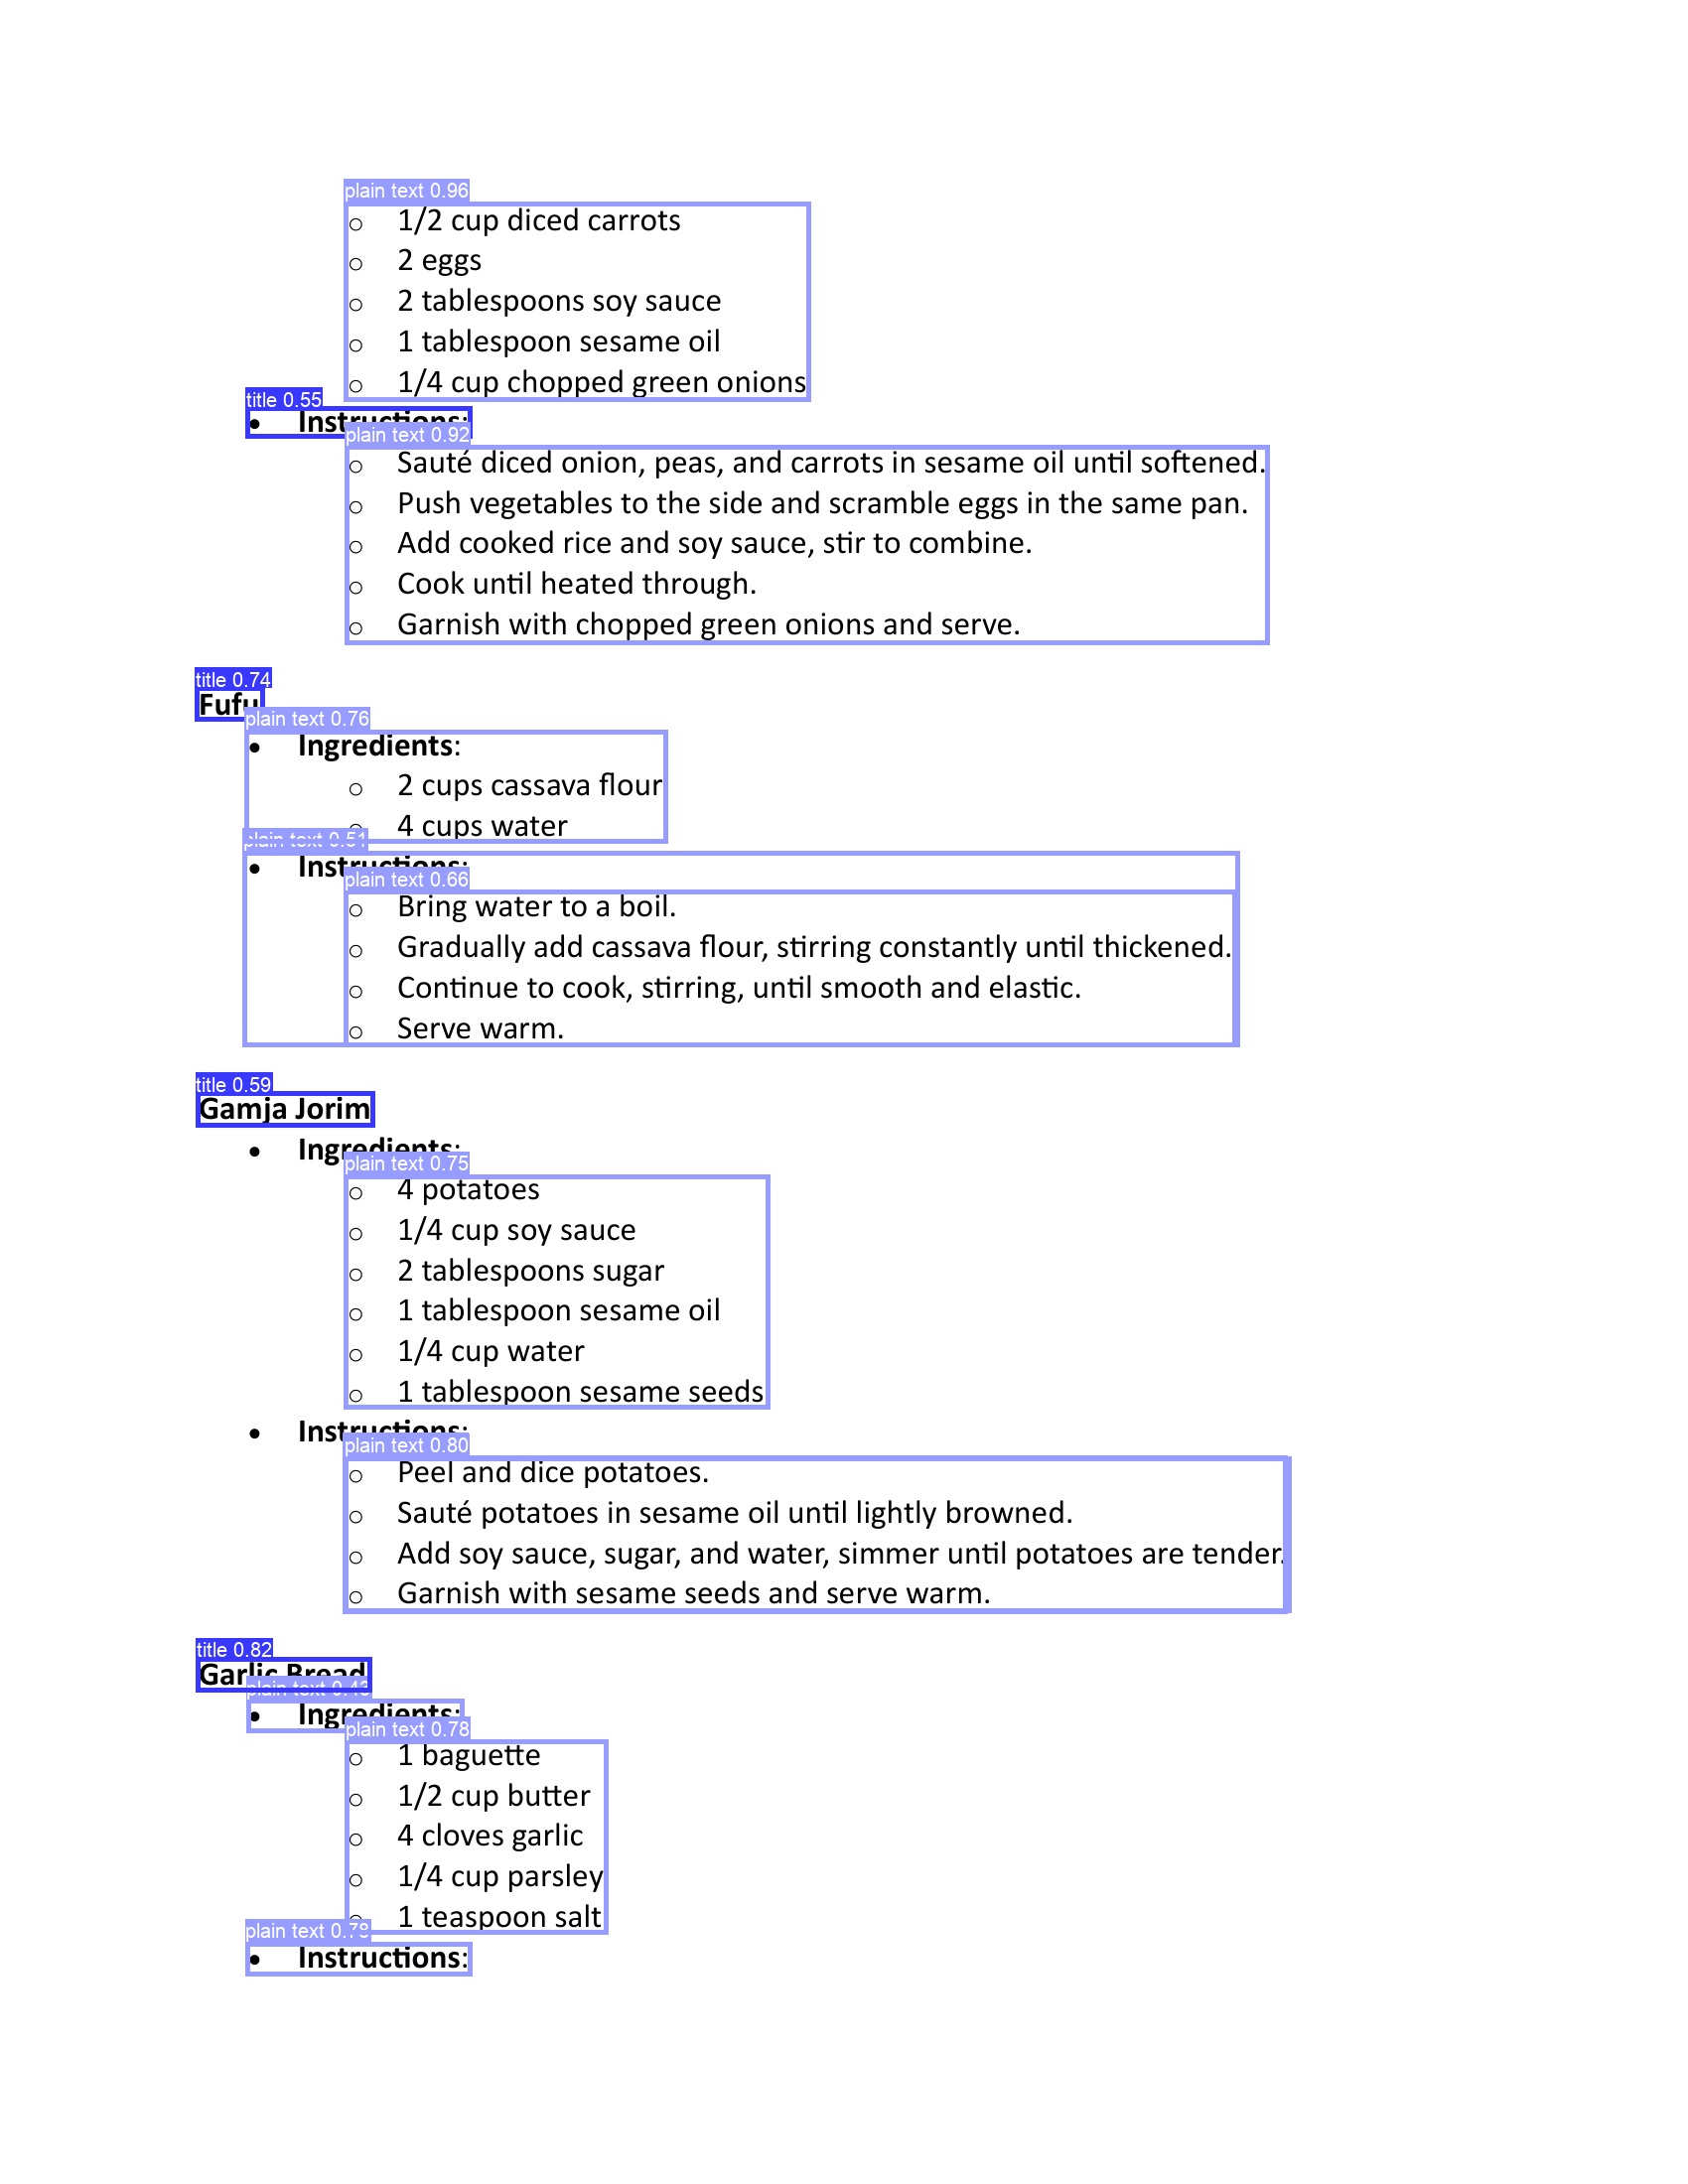 plain text 0.96
○ 1/2 cup diced carrots
○ 2 eggs
○ 2 tablespoons soy sauce
○ 1 tablespoon sesame oil
○ 1/4 cup chopped green onions
title 0.55
• Instructions:
plain text 0.92
○ Sauté diced onion, peas, and carrots in sesame oil until softened.
○ Push vegetables to the side and scramble eggs in the same pan.
○ Add cooked rice and soy sauce, stir to combine.
○ Cook until heated through.
○ Garnish with chopped green onions and serve.
title 0.74
Fufu
plain text 0.76
• Ingredients:
○ 2 cups cassava flour
○ 4 cups water
plain text 0.51
• Instructions:
plain text 0.66
○ Bring water to a boil.
○ Gradually add cassava flour, stirring constantly until thickened.
○ Continue to cook, stirring, until smooth and elastic.
○ Serve warm.
title 0.59
Gamja Jorim
• Ingredients:
plain text 0.75
○ 4 potatoes
○ 1/4 cup soy sauce
○ 2 tablespoons sugar
○ 1 tablespoon sesame oil
○ 1/4 cup water
○ 1 tablespoon sesame seeds
• Instructions:
plain text 0.80
○ Peel and dice potatoes.
○ Sauté potatoes in sesame oil until lightly browned.
○ Add soy sauce, sugar, and water, simmer until potatoes are tender.
○ Garnish with sesame seeds and serve warm.
title 0.82
Garlic Bread
plain text 0.43
• Ingredients:
plain text 0.78
○ 1 baguette
○ 1/2 cup butter
○ 4 cloves garlic
○ 1/4 cup parsley
○ 1 teaspoon salt
plain text 0.78
• Instructions: